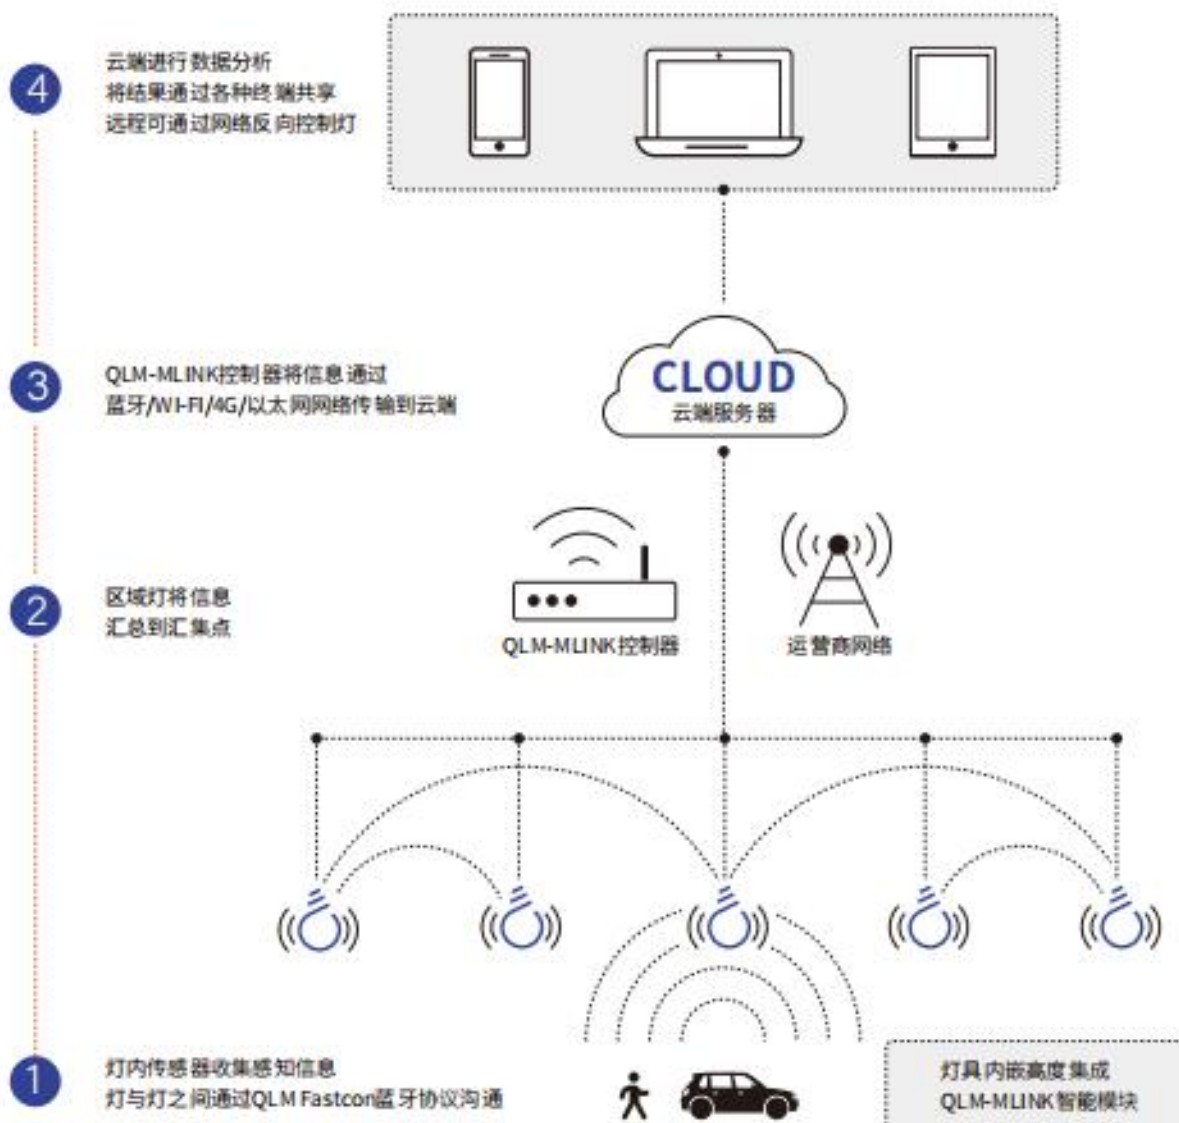 4
云端进行数据分析
将结果通过各种终端共享
远程可通过网络反向控制灯
3
QLM-MLINK控制器将信息通过
蓝牙/WI-FI/4G/以太网网络传输到云端
CLOUD
云端服务器
2
区域灯将信息
汇总到汇集点
QLM-MLINK控制器
运营商网络
1
灯内传感器收集感知信息
灯与灯之间通过QLM Fastcon蓝牙协议沟通
灯具内嵌高度集成
QLM-MLINK智能模块